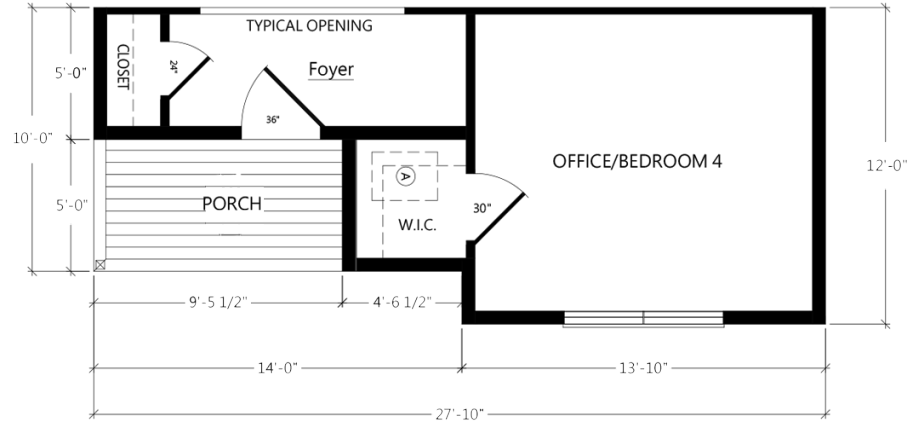 TYPICAL OPENING
CLOSET
24"
Foyer
36"
5'-0"
10'-0"
5'-0"
PORCH
A
W.I.C.
30"
OFFICE/BEDROOM 4
12'-0"
9'-5 1/2"
4'-6 1/2"
14'-0"
13'-10"
27'-10"